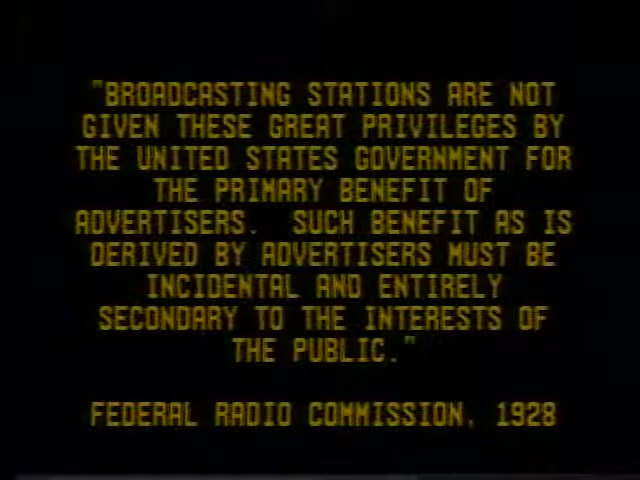 "BROADCASTING STATIONS ARE NOT
GIVEN THESE GREAT PRIVILEGES BY
THE UNITED STATES GOVERNMENT FOR
THE PRIMARY BENEFIT OF
ADVERTISERS.  SUCH BENEFIT AS IS
DERIVED BY ADVERTISERS MUST BE
INCIDENTAL AND ENTIRELY
SECONDARY TO THE INTERESTS OF
THE PUBLIC."
FEDERAL RADIO COMMISSION, 1928